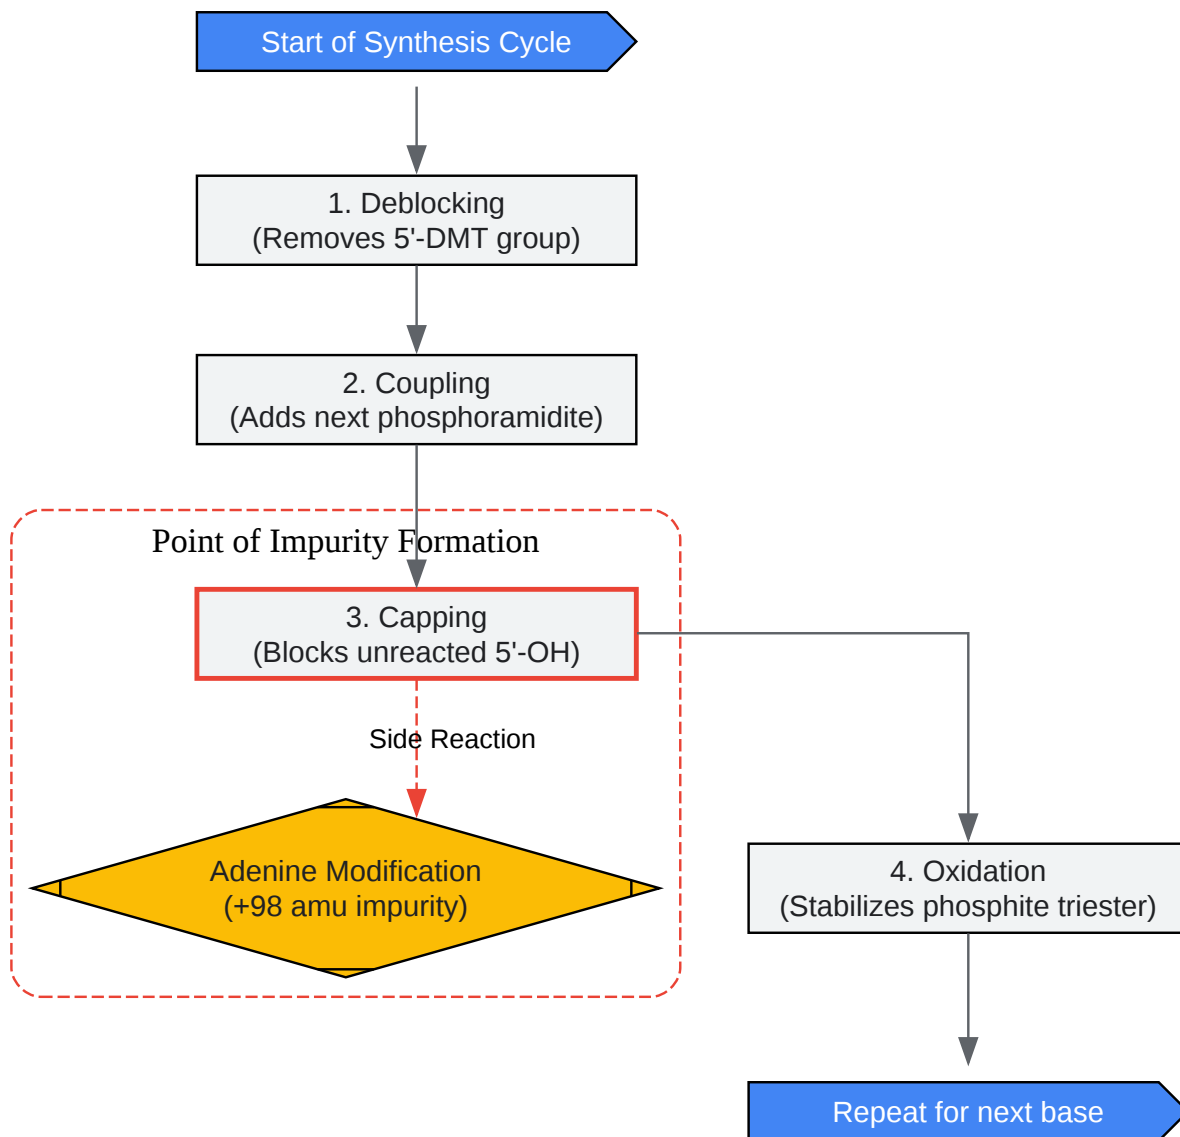 Start of Synthesis Cycle
1. Deblocking
(Removes 5'-DMT group)
2. Coupling
(Adds next phosphoramidite)
Point of Impurity Formation
3. Capping
(Blocks unreacted 5'-OH)
Side Reaction
Adenine Modification
(+98 amu impurity)
4. Oxidation
(Stabilizes phosphite triester)
Repeat for next base